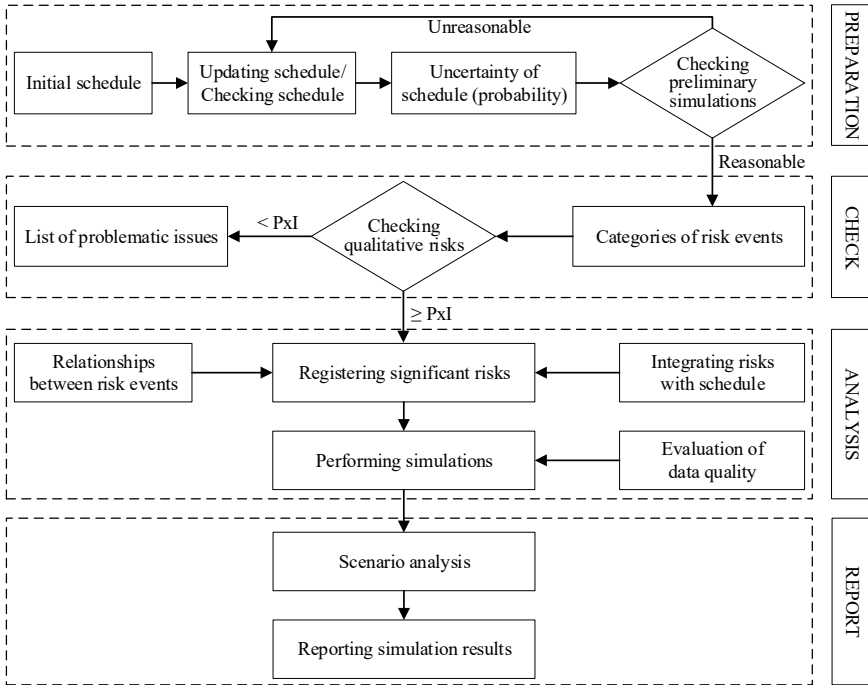 Unreasonable
Initial schedule
Updating schedule/
Checking schedule
Uncertainty of
schedule (probability)
Checking
preliminary
simulations
PREPARATION
Reasonable
List of problematic issues
< PxI
Checking
qualitative risks
Categories of risk events
CHECK
≥ PxI
Relationships
between risk events
Registering significant risks
Integrating risks
with schedule
Performing simulations
Evaluation of
data quality
ANALYSIS
Scenario analysis
Reporting simulation results
REPORT